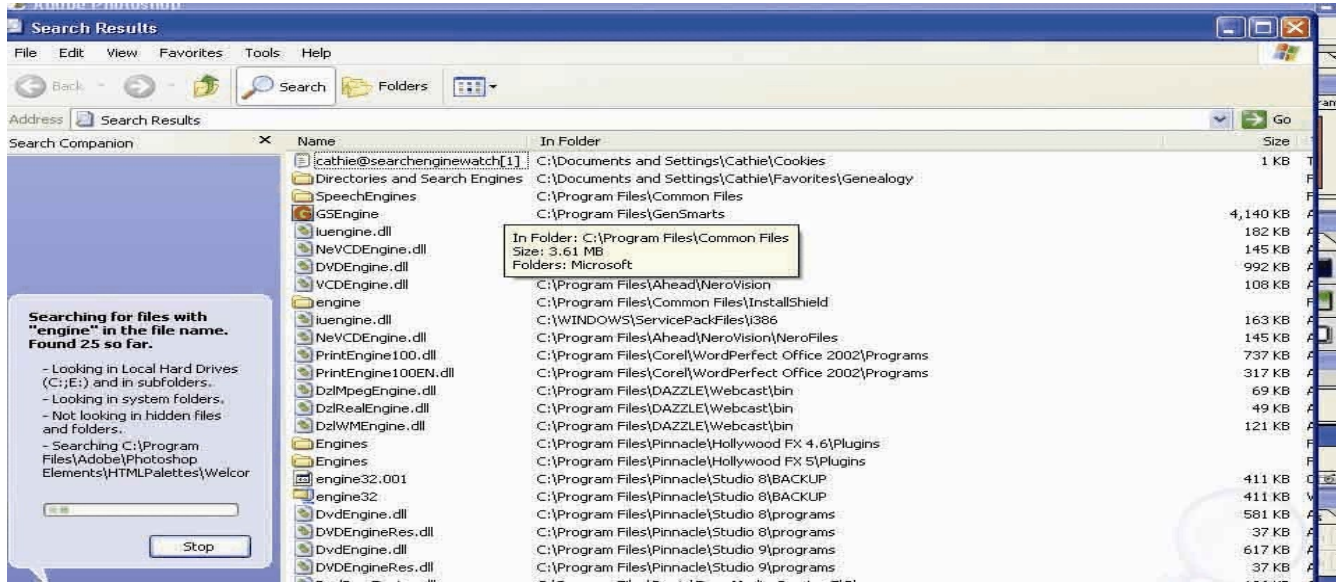 Adobe Photoshop
Search Results
File Edit View Favorites Tools Help
Back Search Folders
Address Search Results Go
Search Companion Name In Folder Size
cathie@searchenginewatch[1] C:\Documents and Settings\Cathie\Cookies 1 KB
Directories and Search Engines C:\Documents and Settings\Cathie\Favorites\Genealogy
SpeechEngines C:\Program Files\Common Files
GSEngine C:\Program Files\GenSmarts 4,140 KB
iuengine.dll 182 KB
In Folder: C:\Program Files\Common Files
Size: 3.61 MB
Folders: Microsoft
NeVCDEngine.dll 145 KB
DVDEngine.dll 992 KB
VCDEngine.dll C:\Program Files\Ahead\NeroVision 108 KB
engine C:\Program Files\Common Files\InstallShield
iuengine.dll C:\WINDOWS\ServicePackFiles\i386 163 KB
NeVCDEngine.dll C:\Program Files\Ahead\NeroVision\NeroFiles 145 KB
PrintEngine100.dll C:\Program Files\Corel\WordPerfect Office 2002\Programs 737 KB
PrintEngine100EN.dll C:\Program Files\Corel\WordPerfect Office 2002\Programs 317 KB
DzlMpegEngine.dll C:\Program Files\DAZZLE\Webcast\bin 69 KB
DzlRealEngine.dll C:\Program Files\DAZZLE\Webcast\bin 49 KB
DzlWMEngine.dll C:\Program Files\DAZZLE\Webcast\bin 121 KB
Engines C:\Program Files\Pinnacle\Hollywood FX 4.6\Plugins
Engines C:\Program Files\Pinnacle\Hollywood FX 5\Plugins
engine32.001 C:\Program Files\Pinnacle\Studio 8\BACKUP 411 KB
engine32 C:\Program Files\Pinnacle\Studio 8\BACKUP 411 KB
DvdEngine.dll C:\Program Files\Pinnacle\Studio 8\programs 581 KB
DVDEngineRes.dll C:\Program Files\Pinnacle\Studio 8\programs 37 KB
DvdEngine.dll C:\Program Files\Pinnacle\Studio 9\programs 617 KB
DVDEngineRes.dll C:\Program Files\Pinnacle\Studio 9\programs 37 KB
Searching for files with
"engine" in the file name.
Found 25 so far.
- Looking in Local Hard Drives
(C:;E:) and in subfolders.
- Looking in system folders.
- Not looking in hidden files
and folders.
- Searching C:\Program
Files\Adobe\Photoshop
Elements\HTMLPalettes\Welcor
Stop